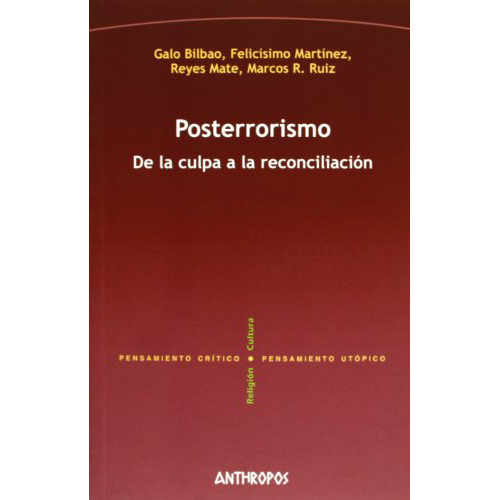 Galo Bilbao, Felicísimo Martínez,
Reyes Mate, Marcos R. Ruiz
Posterrorismo
De la culpa a la reconciliación
Cultura
PENSAMIENTO CRÍTICO • PENSAMIENTO UTÓPICO
Religión
ANTHROPOS